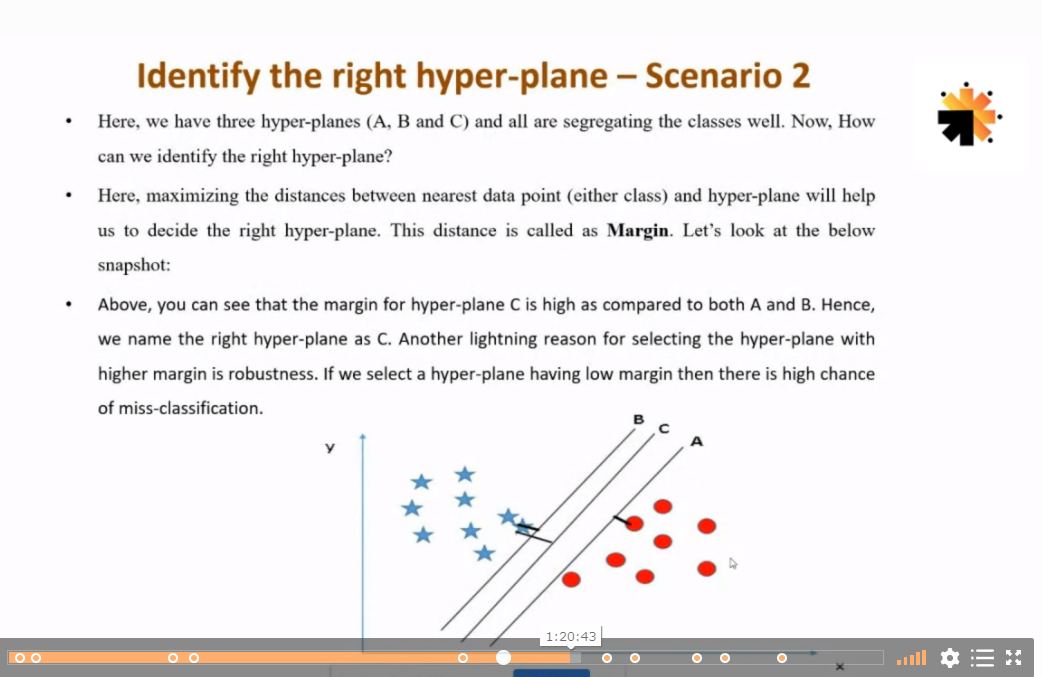 Identify the right hyper-plane – Scenario 2
• Here, we have three hyper-planes (A, B and C) and all are segregating the classes well. Now, How
can we identify the right hyper-plane?
• Here, maximizing the distances between nearest data point (either class) and hyper-plane will help
us to decide the right hyper-plane. This distance is called as Margin. Let's look at the below
snapshot:
• Above, you can see that the margin for hyper-plane C is high as compared to both A and B. Hence,
we name the right hyper-plane as C. Another lightning reason for selecting the hyper-plane with
higher margin is robustness. If we select a hyper-plane having low margin then there is high chance
of miss-classification.
B
C
A
Y
1:20:43
X